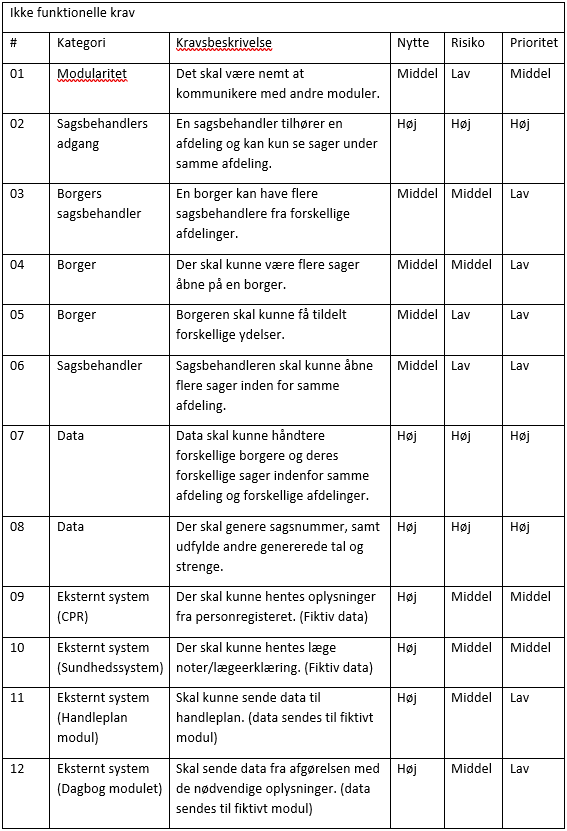 Ikke funktionelle krav
# Kategori Kravsbeskrivelse Nytte Risiko Prioritet
01 Modularitet Det skal være nemt at Middel Lav Middel
kommunikere med andre moduler.
02 Sagsbehandlers En sagsbehandler tilhører en Høj Høj Høj
adgang afdeling og kan kun se sager under
samme afdeling.
03 Borgers En borger kan have flere Middel Middel Lav
sagsbehandler sagsbehandlere fra forskellige
afdelinger.
04 Borger Der skal kunne være flere sager Middel Middel Lav
åbne på en borger.
05 Borger Borgeren skal kunne få tildelt Middel Lav Lav
forskellige ydelser.
06 Sagsbehandler Sagsbehandleren skal kunne åbne Middel Lav Lav
flere sager inden for samme
afdeling.
07 Data Data skal kunne håndtere Høj Høj Høj
forskellige borgere og deres
forskellige sager indenfor samme
afdeling og forskellige afdelinger.
08 Data Der skal genere sagsnummer, samt Høj Høj Høj
udfylde andre genererede tal og
strenge.
09 Eksternt system Der skal kunne hentes oplysninger Høj Middel Middel
(CPR) fra personregisteret. (Fiktiv data)
10 Eksternt system Der skal kunne hentes læge Høj Middel Middel
(Sundhedssystem) noter/lægeerklæring. (Fiktiv data)
11 Eksternt system Skal kunne sende data til Høj Middel Lav
(Handleplan handleplan. (data sendes til fiktivt
modul) modul)
12 Eksternt system Skal sende data fra afgørelsen med Høj Middel Lav
(Dagbog modulet) de nødvendige oplysninger. (data
sendes til fiktivt modul)